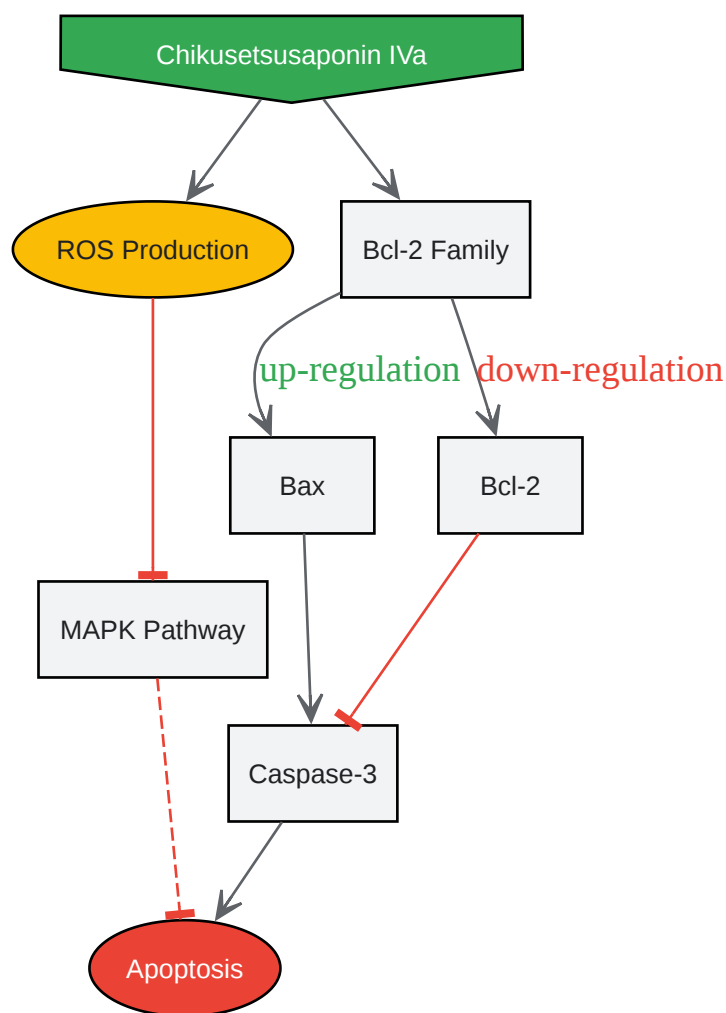 Chikusetsusaponin IVa
ROS Production
Bcl-2 Family
up-regulation
down-regulation
Bax
Bcl-2
MAPK Pathway
Caspase-3
Apoptosis